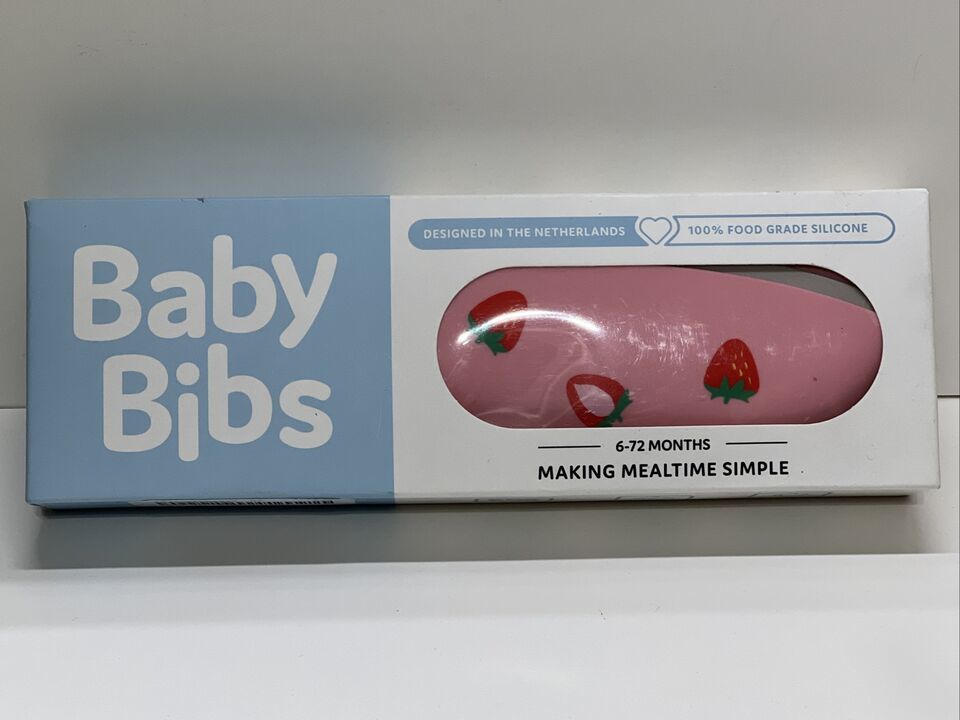 Baby
Bibs
DESIGNED IN THE NETHERLANDS
100% FOOD GRADE SILICONE
6-72 MONTHS
MAKING MEALTIME SIMPLE